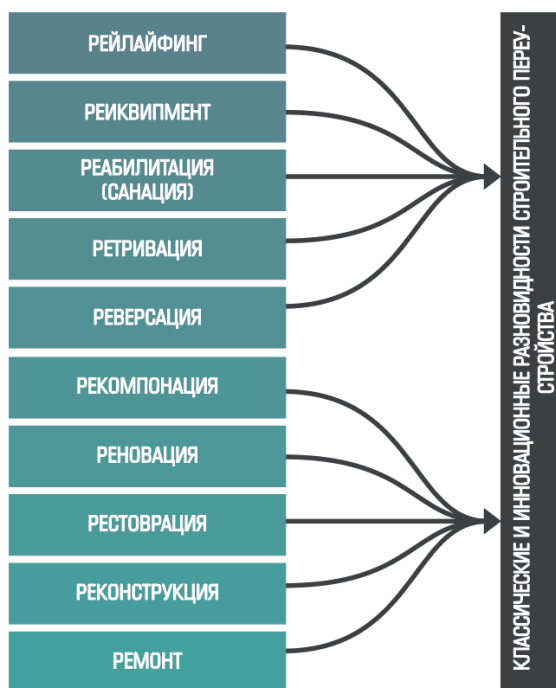 РЕЙЛАЙФИНГ
РЕИКВИПМЕНТ
РЕАБИЛИТАЦИЯ
(САНАЦИЯ)
РЕТРИВАЦИЯ
РЕВЕРСАЦИЯ
РЕКОМПОНАЦИЯ
РЕНОВАЦИЯ
РЕСТОВРАЦИЯ
РЕКОНСТРУКЦИЯ
РЕМОНТ
КЛАССИЧЕСКИЕ И ИННОВАЦИОННЫЕ РАЗНОВИДНОСТИ СТРОИТЕЛЬНОГО ПЕРЕУ-
СТРОЙСТВА